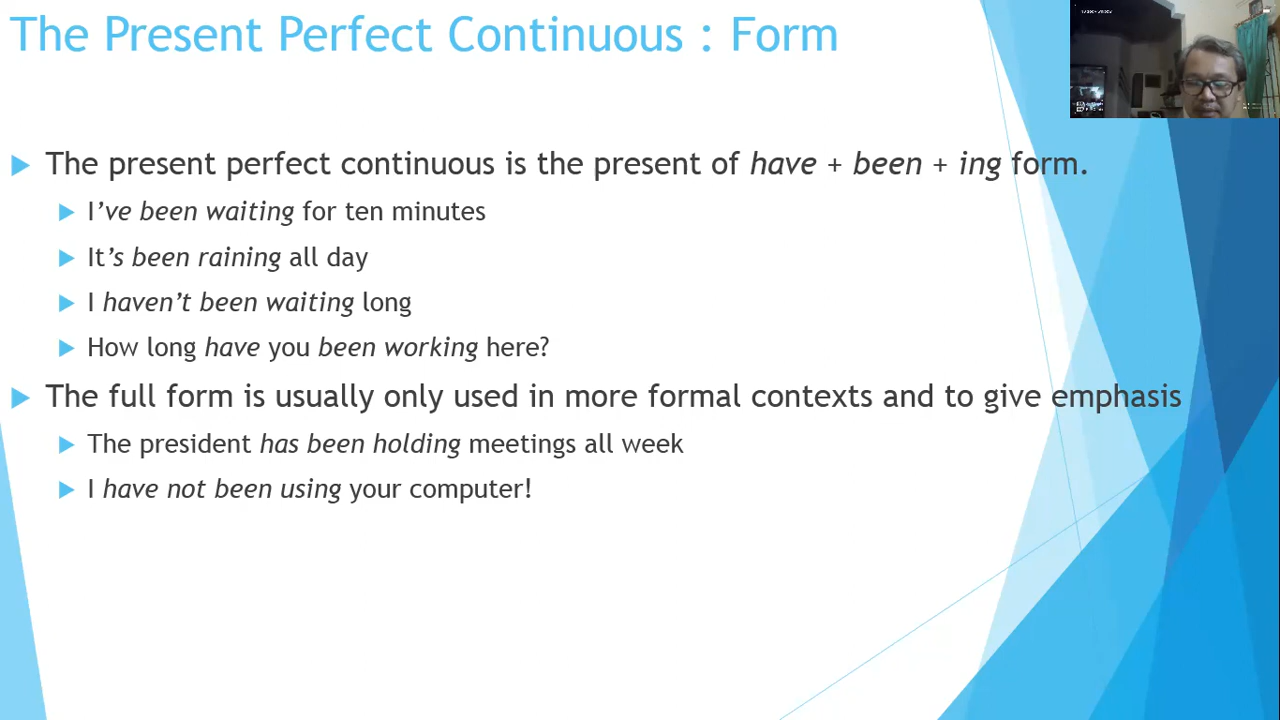 The Present Perfect Continuous : Form
The present perfect continuous is the present of have + been + ing form.
I’ve been waiting for ten minutes
It’s been raining all day
I haven’t been waiting long
How long have you been working here?
The full form is usually only used in more formal contexts and to give emphasis
The president has been holding meetings all week
I have not been using your computer!